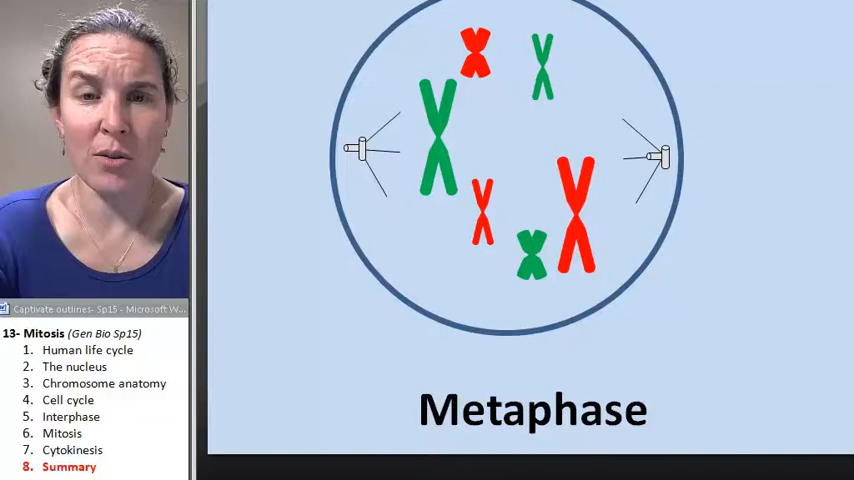 Captivate outlines- Sp15 - Microsoft W...
13- Mitosis (Gen Bio Sp15)
1. Human life cycle
2. The nucleus
3. Chromosome anatomy
4. Cell cycle
5. Interphase
6. Mitosis
7. Cytokinesis
8. Summary
Metaphase